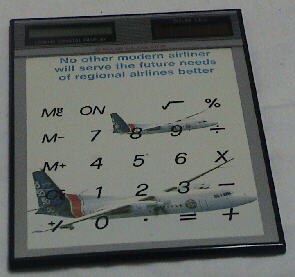 No other modern airliner
will serve the future needs
of regional airlines better
ON √ %
M- 7 8 9 ÷
M+ 4 5 6 X
1 2 3 -
+/- 0 . = +